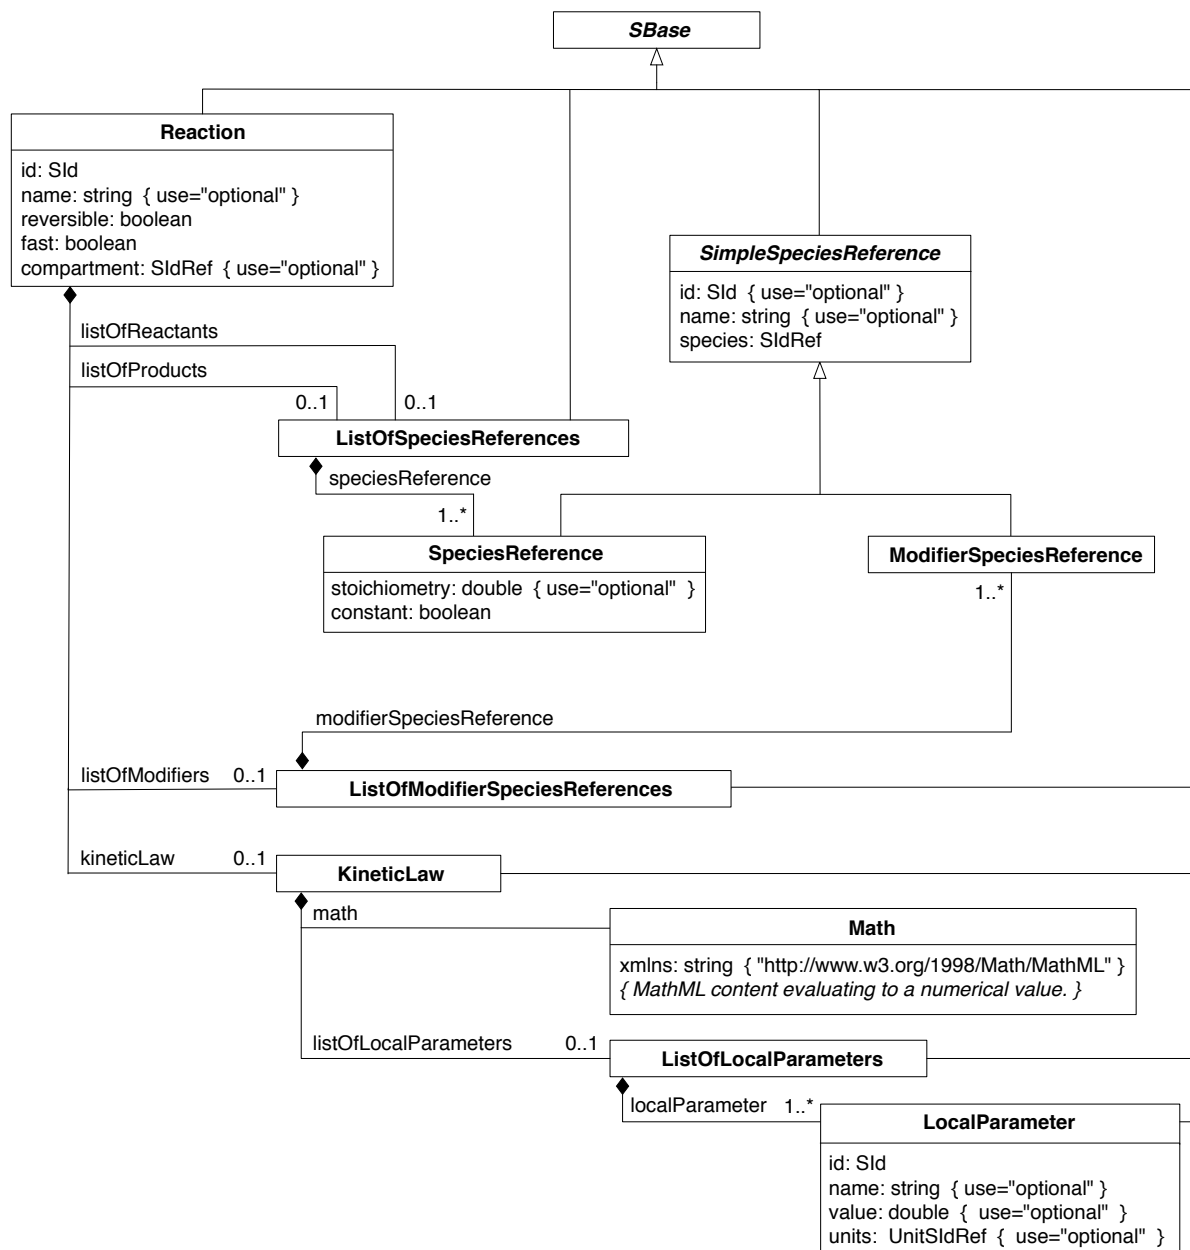 SBase
Reaction
id: SId
name: string { use="optional" }
reversible: boolean
fast: boolean
compartment: SIdRef { use="optional" }
SimpleSpeciesReference
id: SId { use="optional" }
name: string { use="optional" }
species: SIdRef
listOfReactants
listOfProducts
0..1 0..1
ListOfSpeciesReferences
speciesReference
1..*
SpeciesReference
stoichiometry: double { use="optional" }
constant: boolean
ModifierSpeciesReference
1..*
modifierSpeciesReference
listOfModifiers 0..1
ListOfModifierSpeciesReferences
kineticLaw 0..1
KineticLaw
math
Math
xmlns: string { "http://www.w3.org/1998/Math/MathML" }
{ MathML content evaluating to a numerical value. }
listOfLocalParameters 0..1
ListOfLocalParameters
localParameter 1..*
LocalParameter
id: SId
name: string { use="optional" }
value: double { use="optional" }
units: UnitSIdRef { use="optional" }